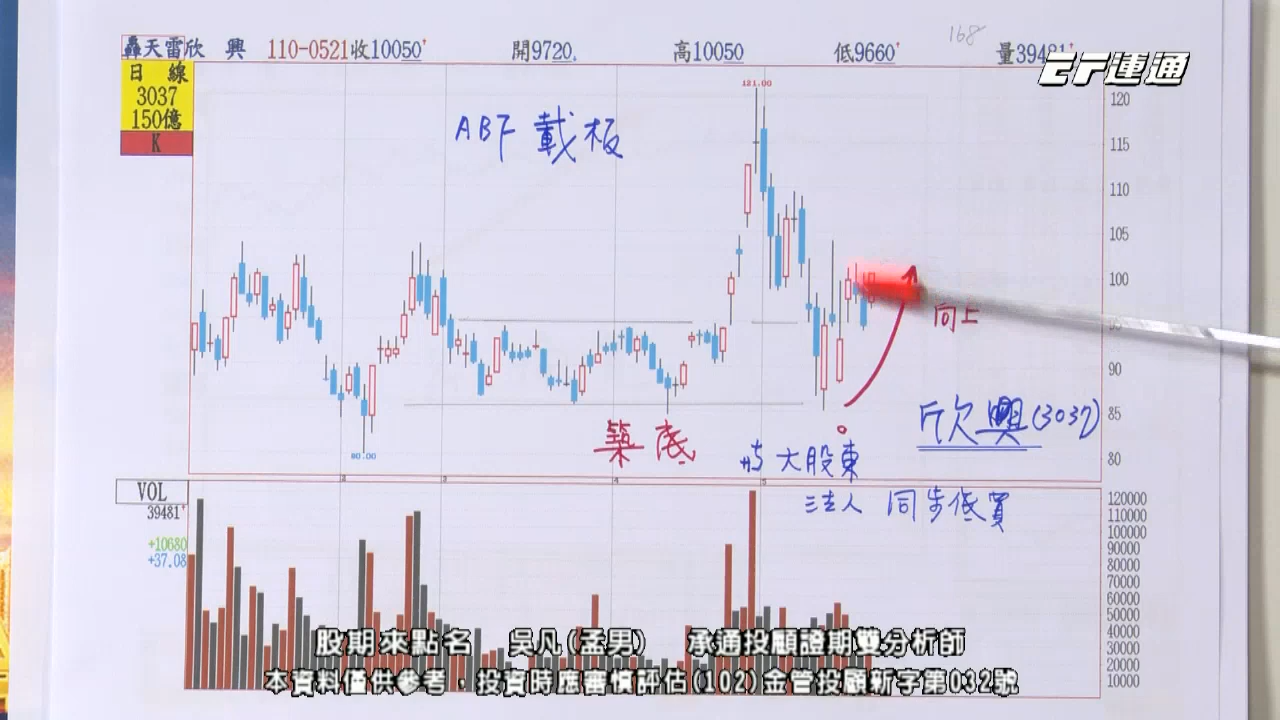 轟天雷欣 興 110-0521收10050 開9720 高10050 低9660 量39481
168
EF連通
日 線
3037
150億
K
121.00
ABF 載板
120
115
110
105
100
90
85
80
向上
欣興(3037)
築底
80.00
大股東
三法人 同步低買
VOL
39481
+10680
+37.08
120000
110000
100000
90000
80000
70000
60000
50000
40000
30000
20000
10000
股期來點名 吳凡(孟男) 承通投顧證期雙分析師
本資料僅供參考，投資時應審慎評估(102)金管投顧新字第032號